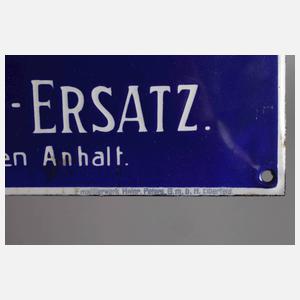 -ERSATZ.
en Anhalt.
Emaillierwerk Heinr. Peters, G.m.b.H. Elberfeld